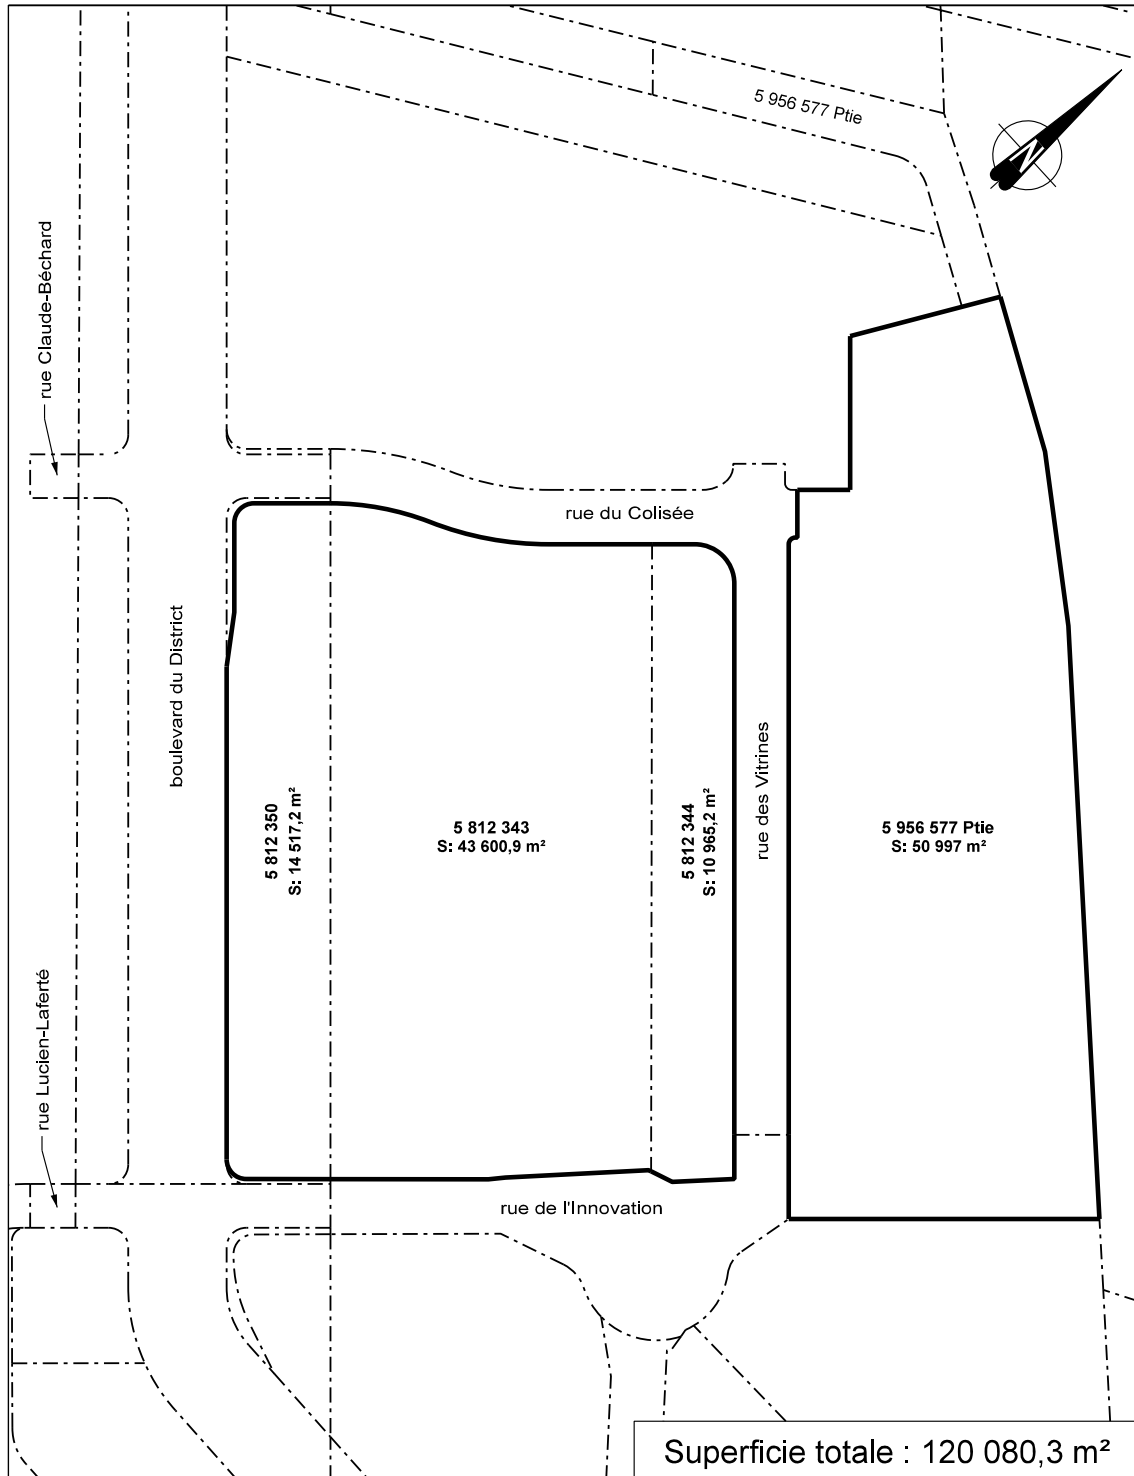 5 956 577 Ptie
N
rue Claude-Béchard
rue du Colisée
boulevard du District
rue des Vitrines
5 812 350
S: 14 517,2 m²
5 812 343
S: 43 600,9 m²
5 812 344
S: 10 965,2 m²
5 956 577 Ptie
S: 50 997 m²
rue Lucien-Laferté
rue de l'Innovation
Superficie totale : 120 080,3 m²